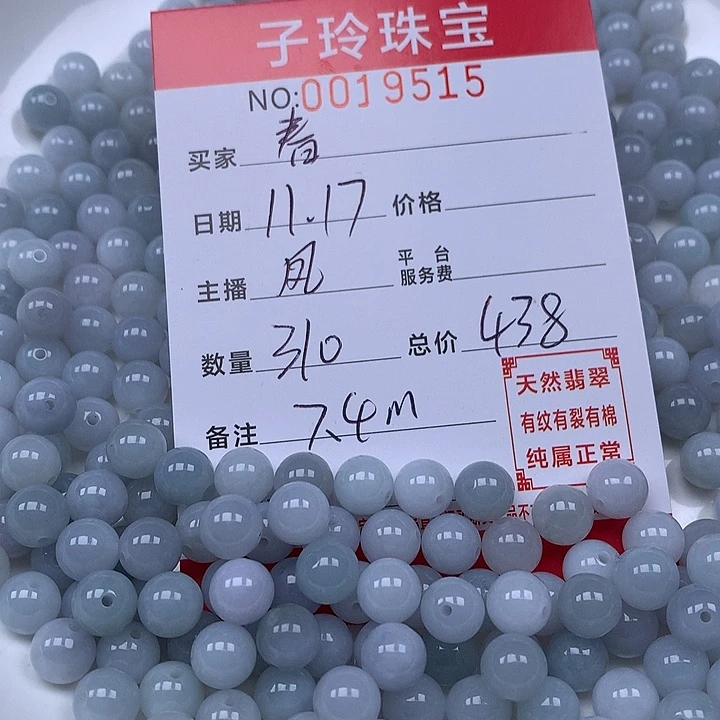 子玲珠宝
NO:0019515
买家 春
日期 11.17 价格
主播 凤 平台服务费
数量 310 总价 438
备注 7.4m
天然翡翠
有纹有裂有棉
纯属正常